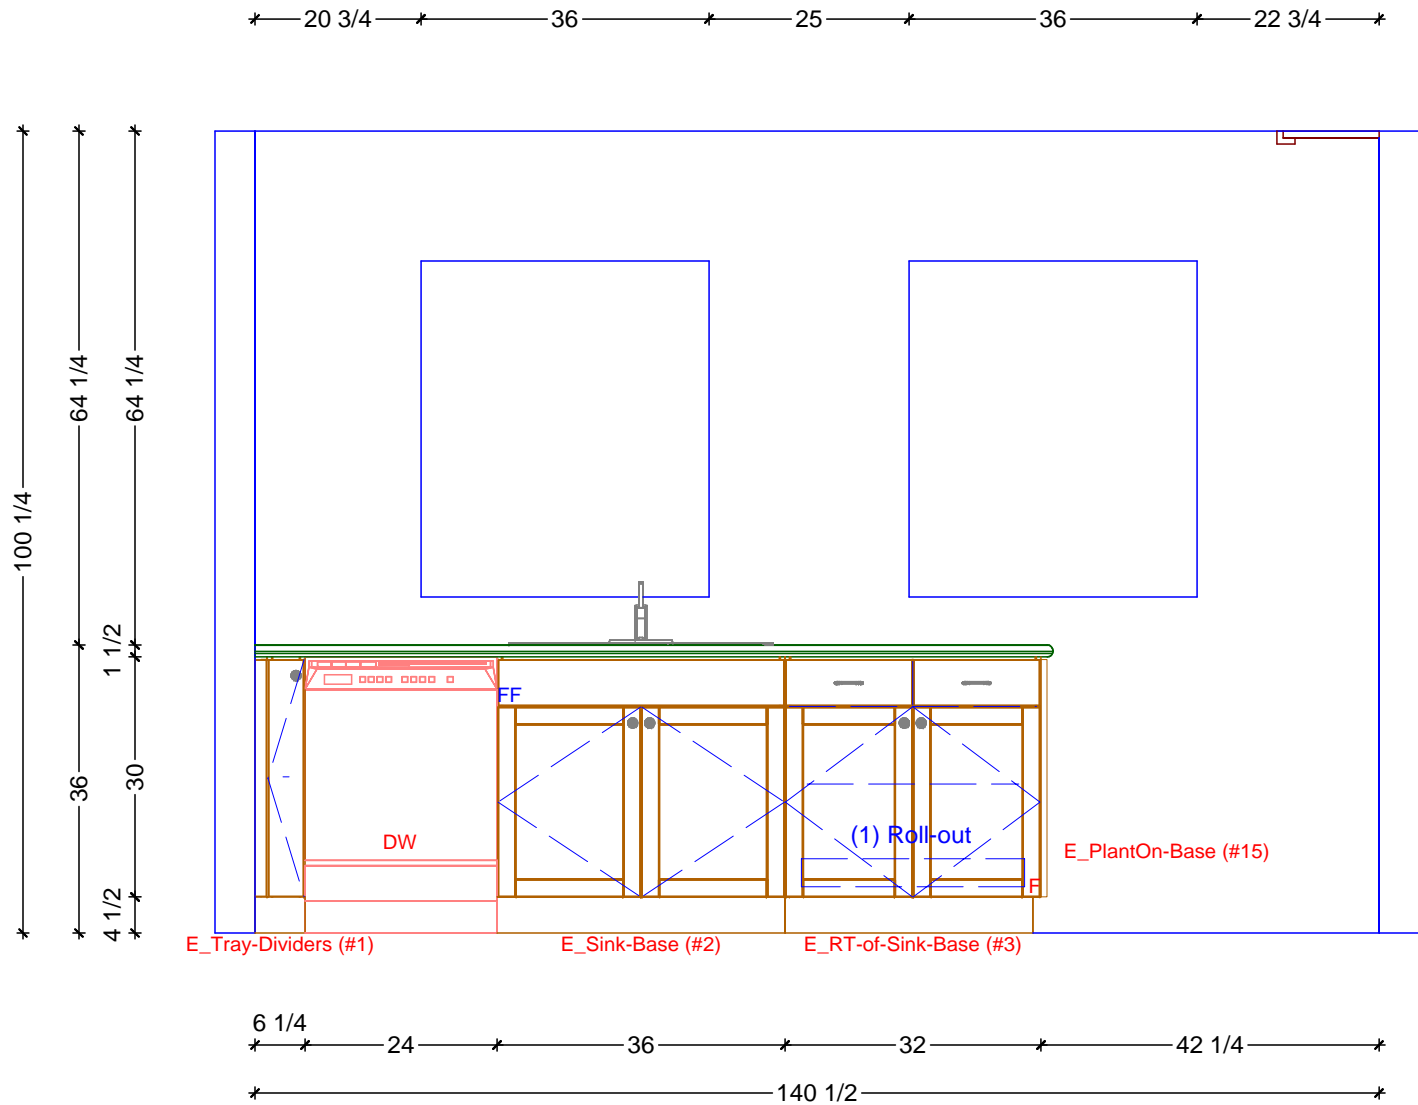 20 3/4 36 25 36 22 3/4
100 1/4
64 1/4
64 1/4
1 1/2
36
30
4 1/2
FF
DW
(1) Roll-out
E_PlantOn-Base (#15)
F
E_Tray-Dividers (#1) E_Sink-Base (#2) E_RT-of-Sink-Base (#3)
6 1/4
24 36 32 42 1/4
140 1/2